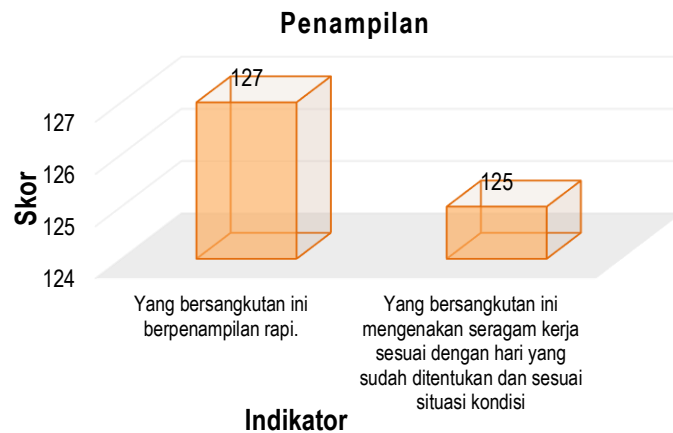 Penampilan
127
125
127
126
125
124
Skor
Yang bersangkutan ini
berpenampilan rapi.
Yang bersangkutan ini
mengenakan seragam kerja
sesuai dengan hari yang
sudah ditentukan dan sesuai
situasi kondisi
Indikator